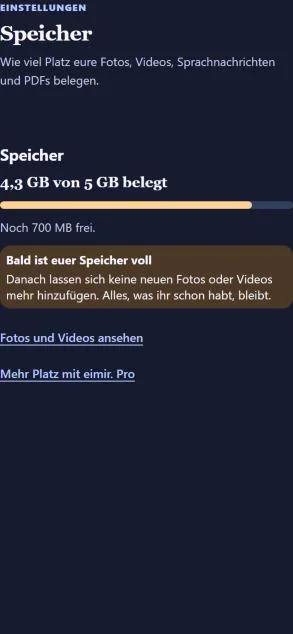 EINSTELLUNGEN
Speicher
Wie viel Platz eure Fotos, Videos, Sprachnachrichten
und PDFs belegen.
Speicher
4,3 GB von 5 GB belegt
Noch 700 MB frei.
Bald ist euer Speicher voll
Danach lassen sich keine neuen Fotos oder Videos
mehr hinzufügen. Alles, was ihr schon habt, bleibt.
Fotos und Videos ansehen
Mehr Platz mit eimir. Pro